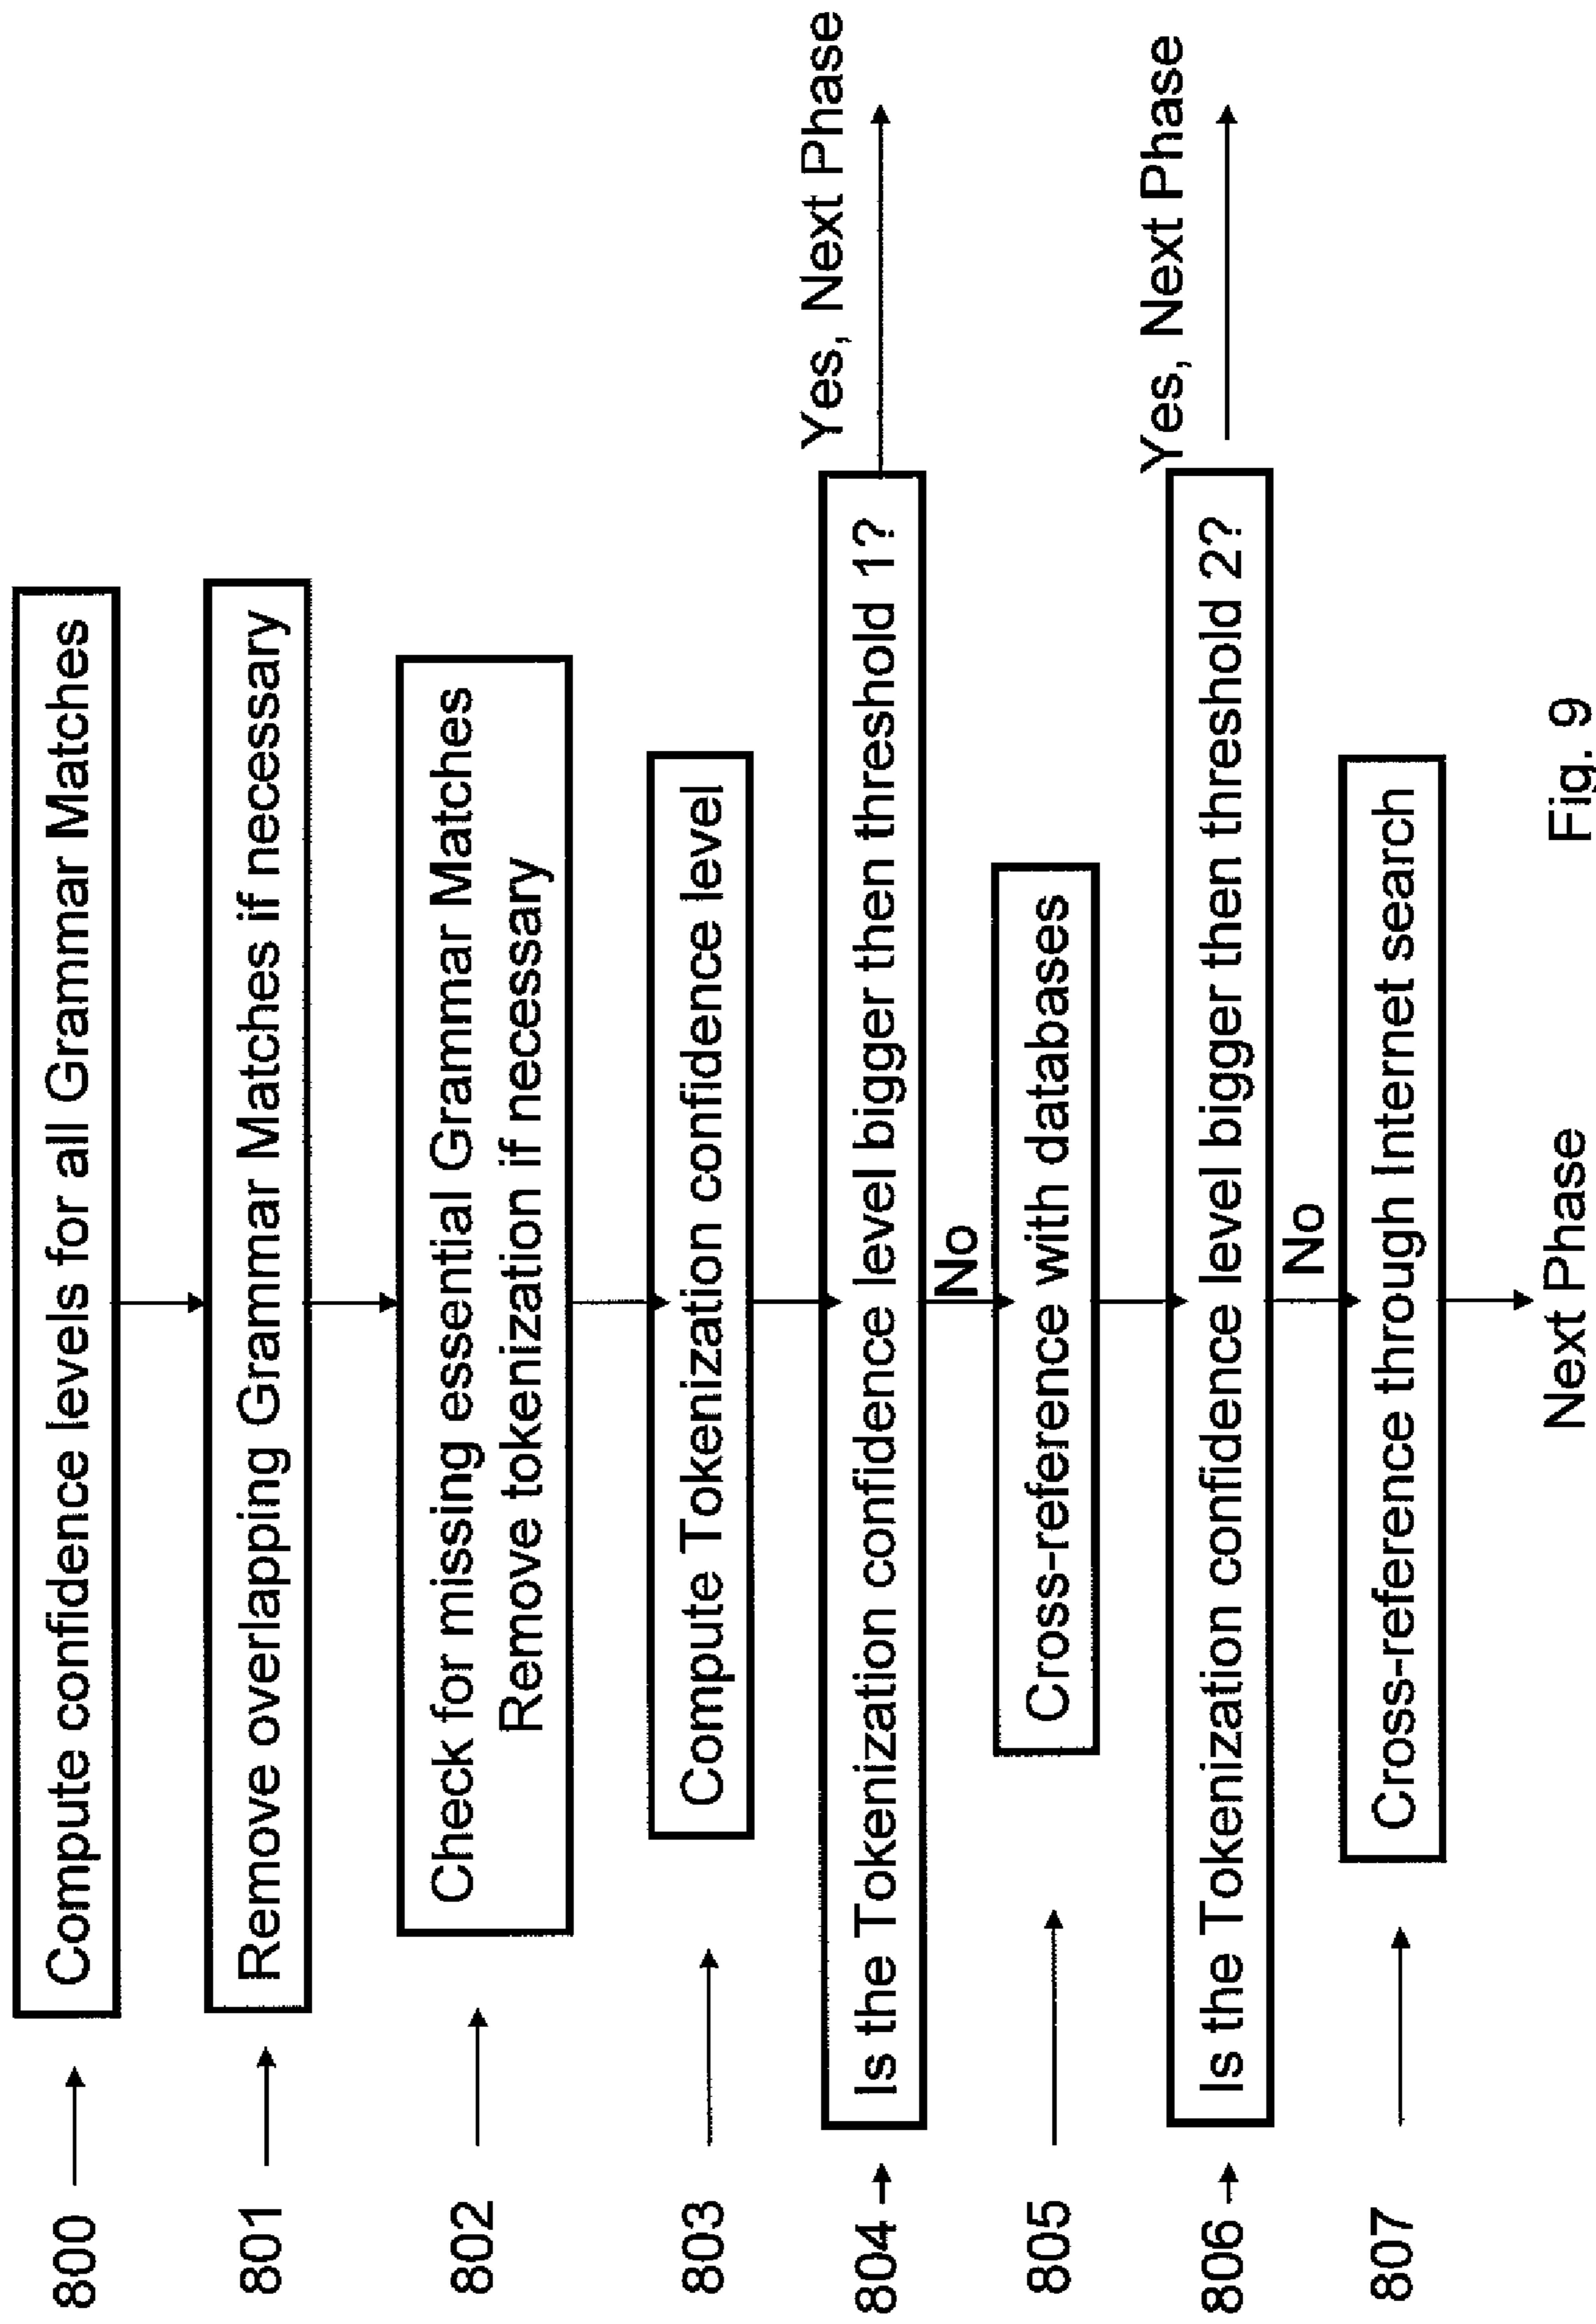 800
Compute confidence levels for all Grammar Matches
801
Remove overlapping Grammar Matches if necessary
802
Check for missing essential Grammar Matches
Remove tokenization if necessary
803
Compute Tokenization confidence level
804
Is the Tokenization confidence level bigger then threshold 1?
Yes, Next Phase
No
805
Cross-reference with databases
806
Is the Tokenization confidence level bigger then threshold 2?
Yes, Next Phase
No
807
Cross-reference through Internet search
Next Phase
Fig. 9